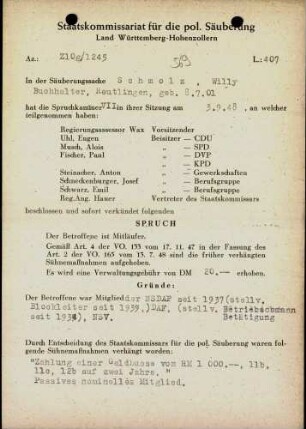 Staatskommissariat für die pol. Säuberung
Land Württemberg-Hohenzollern
Az.: Z10g/1245
L: 407
In der Säuberungssache Schmolz, Willy
Buchhalter, Reutlingen, geb. 8.7.01
hat die Spruchkammer VII in ihrer Sitzung am 3.9.48, an welcher
teilgenommen haben:
Regierungsassessor Wax Vorsitzender
Uhl, Eugen Beisitzer — CDU
Musch, Alois „ — SPD
Fischer, Paul „ — DVP
„ — KPD
Steinacher, Anton „ — Gewerkschaften
Schneckenburger, Josef „ — Berufsgruppe
Schwarz, Emil „ — Berufsgruppe
Reg.Ang. Hauer Vertreter des Staatskommissars
beschlossen und sofort verkündet folgenden
SPRUCH
Der Betroffene ist Mitläufer.
Gemäß Art. 4 der VO. 133 vom 17. 11. 47 in der Fassung des
Art. 2 der VO. 165 vom 13. 7. 48 sind die früher verhängten
Sühnemaßnahmen aufgehoben.
Es wird eine Verwaltungsgebühr von DM 20.— erhoben.
Gründe:
Der Betroffene war Mitglied der NSDAP seit 1937 (stellv.
Blockleiter seit 1939,) DAF, (stellv. Betriebsobmann
seit 1934), NSV. Betätigung
Durch Entscheidung des Staatskommissars für die pol. Säuberung waren fol-
gende Sühnemaßnahmen verhängt worden:
"Zahlung einer Geldbusse vom RM 1 000.—, 11b,
11c, 12b auf zwei Jahre. "
Passives nominelles Mitglied.